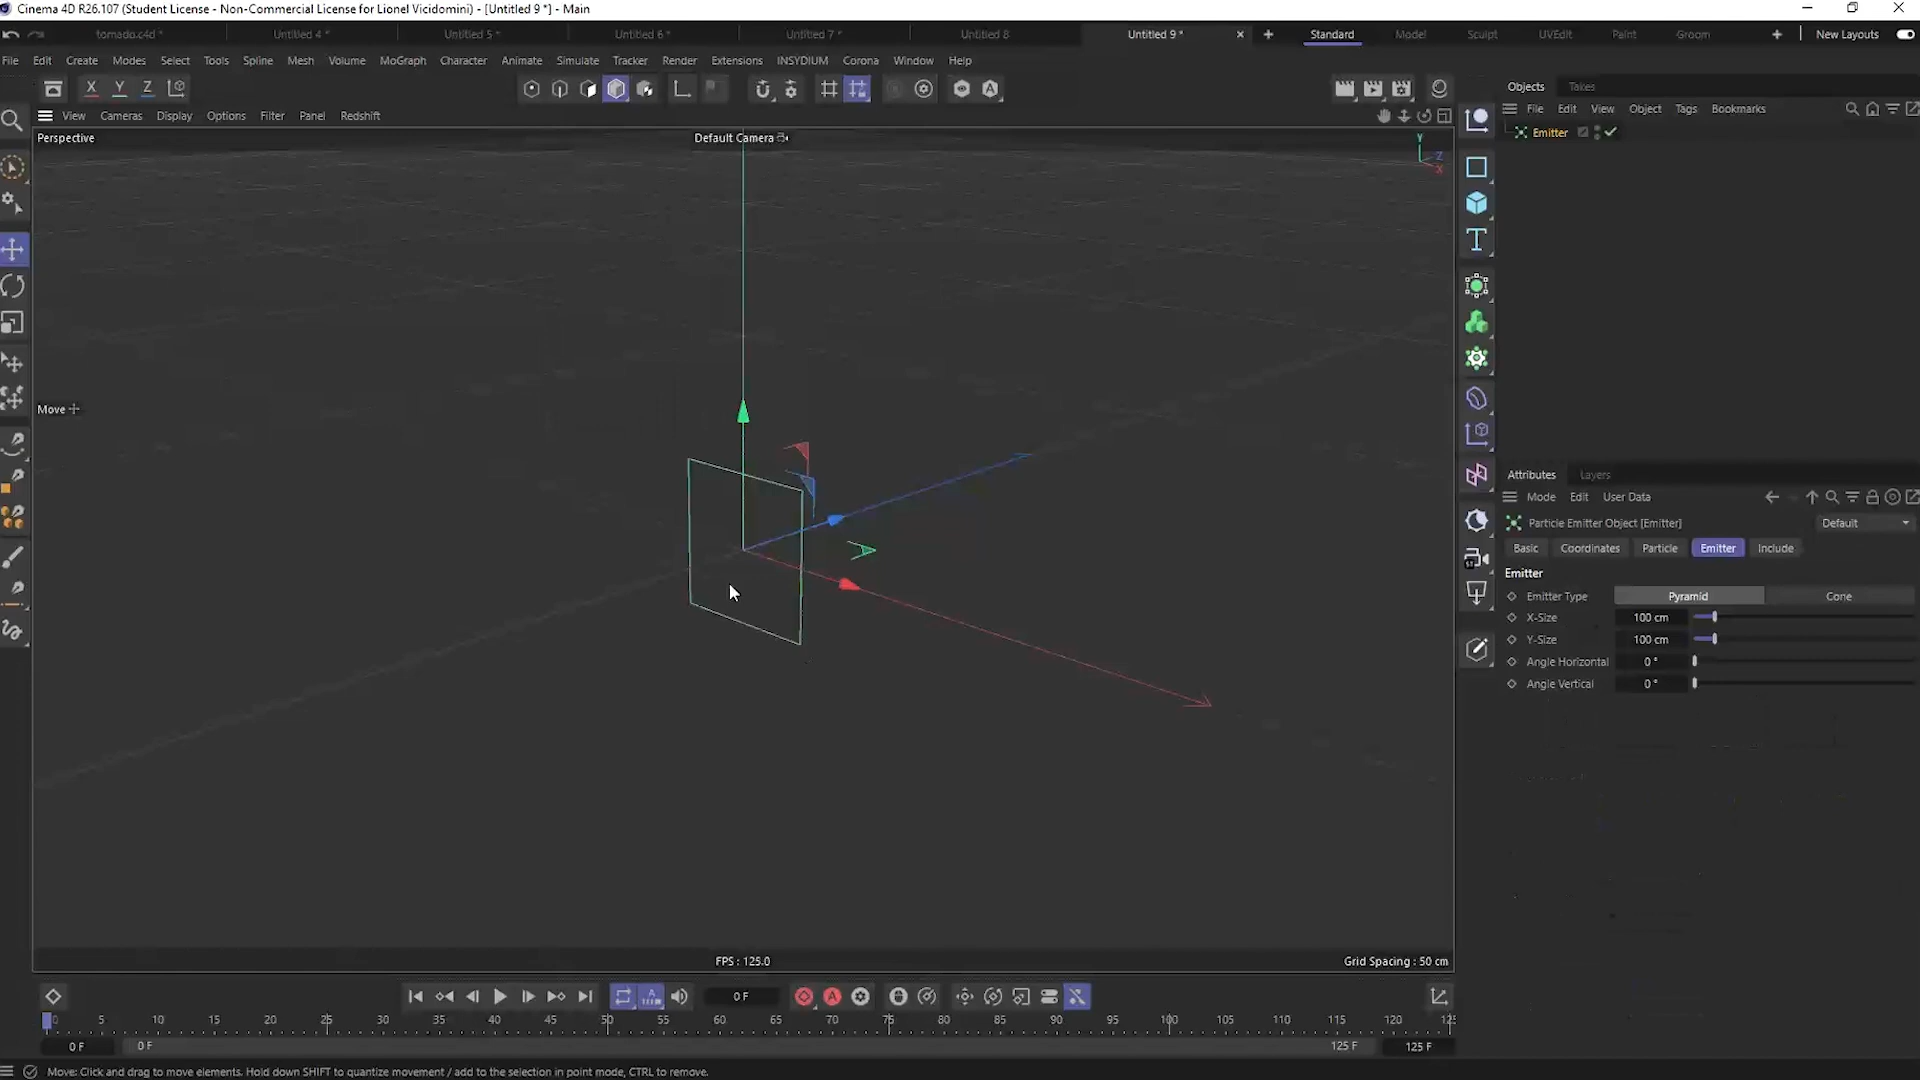 Cinema 4D R26.107 (Student License - Non-Commercial License for Lionel Vicidomini) - [Untitled 9 *] - Main
tornado.c4d *
Untitled 4 *
Untitled 5 *
Untitled 6 *
Untitled 7 *
Untitled 8
Untitled 9 *
Standard
Model
Sculpt
UVEdit
Paint
Groom
New Layouts
File Edit Create Modes Select Tools Spline Mesh Volume MoGraph Character Animate Simulate Tracker Render Extensions INSYDIUM Corona Window Help
X Y Z
Objects Takes
View Cameras Display Options Filter Panel Redshift
File Edit View Object Tags Bookmarks
Perspective
Default Camera
Y
Z
X
Emitter
Move
Attributes Layers
Mode Edit User Data
Particle Emitter Object [Emitter]
Default
Basic Coordinates Particle Emitter Include
Emitter
Emitter Type Pyramid Cone
X-Size 100 cm
Y-Size 100 cm
Angle Horizontal 0 °
Angle Vertical 0 °
FPS : 125.0
Grid Spacing : 50 cm
0 F
0 5 10 15 20 25 30 35 40 45 50 55 60 65 70 75 80 85 90 95 100 105 110 115 120 125
0 F 0 F 125 F 125 F
Move: Click and drag to move elements. Hold down SHIFT to quantize movement / add to the selection in point mode, CTRL to remove.